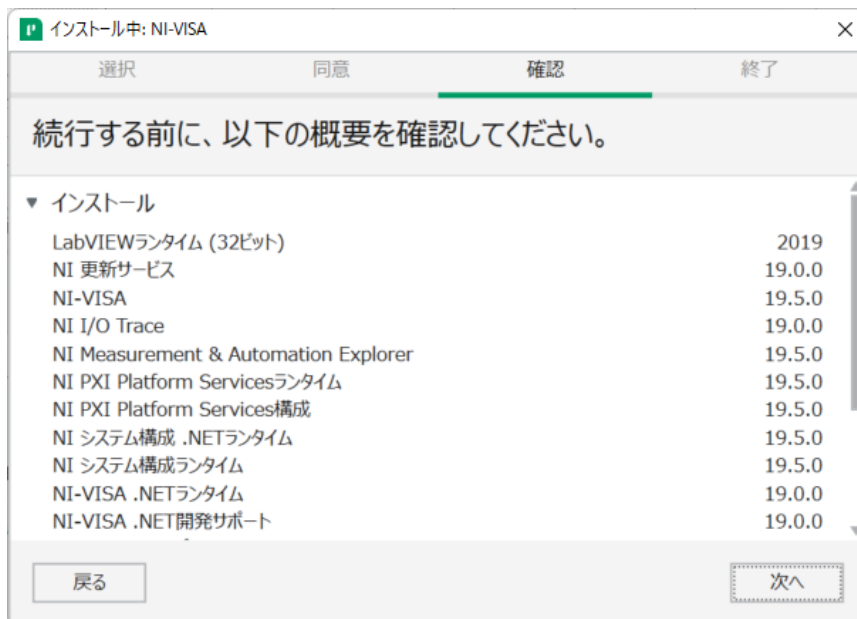 インストール中: NI-VISA
選択 同意 確認 終了
続行する前に、以下の概要を確認してください。
インストール
LabVIEWランタイム (32ビット) 2019
NI 更新サービス 19.0.0
NI-VISA 19.5.0
NI I/O Trace 19.0.0
NI Measurement & Automation Explorer 19.5.0
NI PXI Platform Servicesランタイム 19.5.0
NI PXI Platform Services構成 19.5.0
NI システム構成 .NETランタイム 19.5.0
NI システム構成ランタイム 19.5.0
NI-VISA .NETランタイム 19.0.0
NI-VISA .NET開発サポート 19.0.0
戻る 次へ